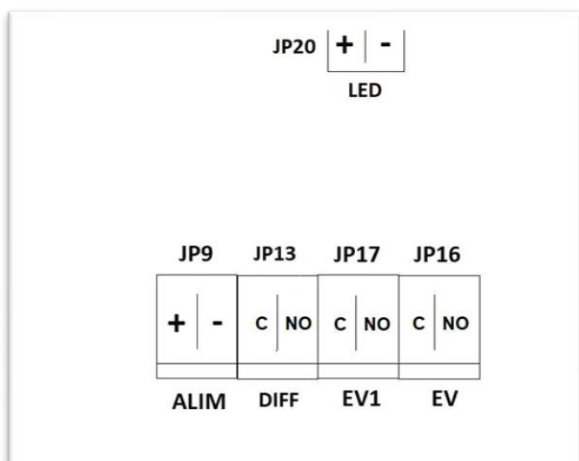 JP20 + -
LED
JP9 JP13 JP17 JP16
+ - C NO C NO C NO
ALIM DIFF EV1 EV